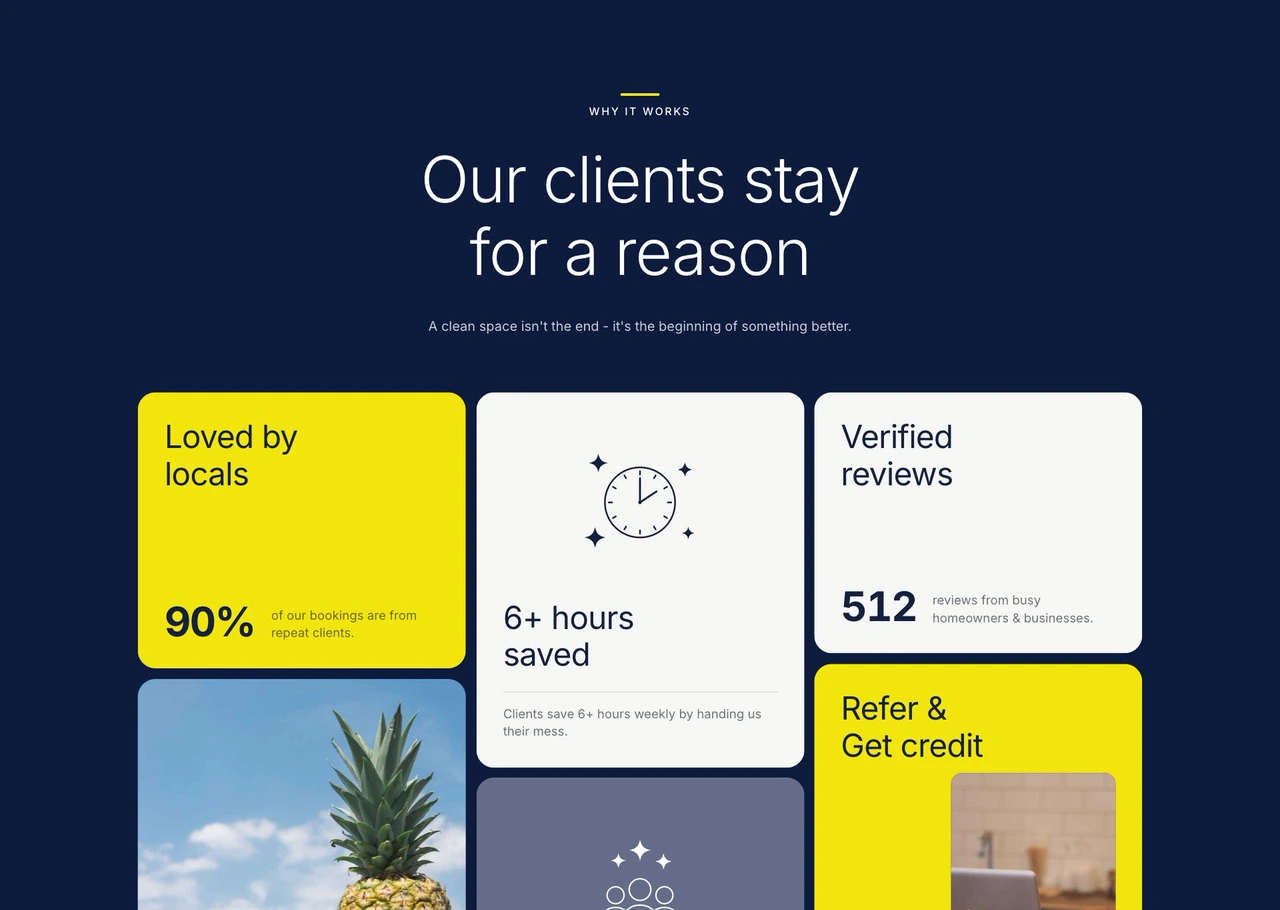 WHY IT WORKS
Our clients stay
for a reason
A clean space isn't the end - it's the beginning of something better.
Loved by
locals
90%
of our bookings are from
repeat clients.
6+ hours
saved
Clients save 6+ hours weekly by handing us
their mess.
Verified
reviews
512
reviews from busy
homeowners & businesses.
Refer &
Get credit